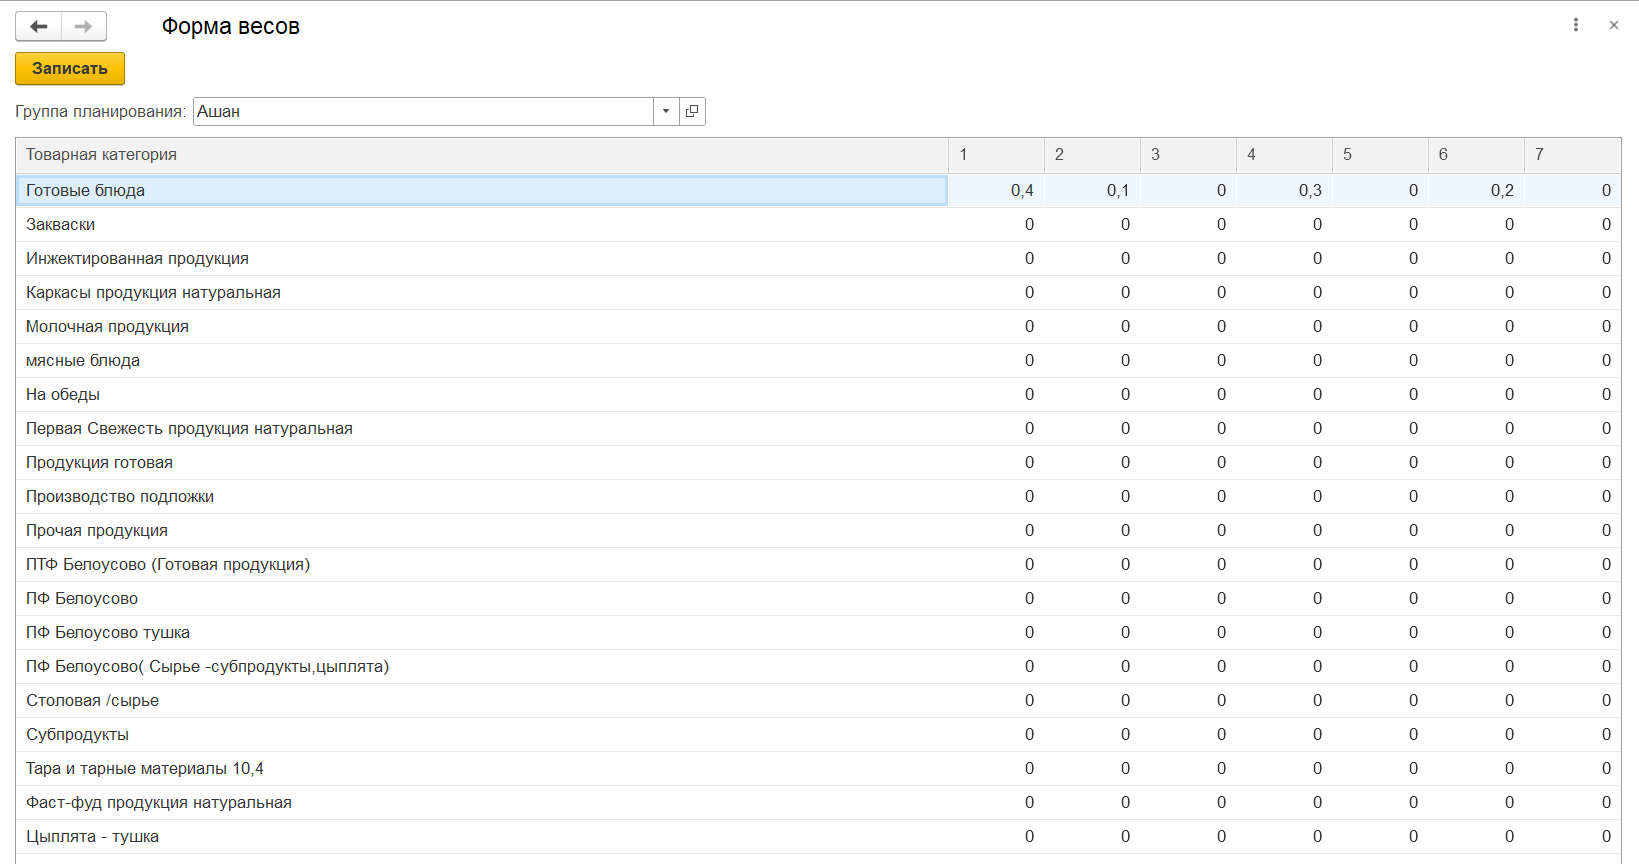 Форма весов
Записать
Группа планирования: Ашан
Товарная категория 1 2 3 4 5 6 7
Готовые блюда 0,4 0,1 0 0,3 0 0,2 0
Закваски 0 0 0 0 0 0 0
Инжектированная продукция 0 0 0 0 0 0 0
Каркасы продукция натуральная 0 0 0 0 0 0 0
Молочная продукция 0 0 0 0 0 0 0
мясные блюда 0 0 0 0 0 0 0
На обеды 0 0 0 0 0 0 0
Первая Свежесть продукция натуральная 0 0 0 0 0 0 0
Продукция готовая 0 0 0 0 0 0 0
Производство подложки 0 0 0 0 0 0 0
Прочая продукция 0 0 0 0 0 0 0
ПТФ Белоусово (Готовая продукция) 0 0 0 0 0 0 0
ПФ Белоусово 0 0 0 0 0 0 0
ПФ Белоусово тушка 0 0 0 0 0 0 0
ПФ Белоусово( Сырье -субпродукты,цыплята) 0 0 0 0 0 0 0
Столовая /сырье 0 0 0 0 0 0 0
Субпродукты 0 0 0 0 0 0 0
Тара и тарные материалы 10,4 0 0 0 0 0 0 0
Фаст-фуд продукция натуральная 0 0 0 0 0 0 0
Цыплята - тушка 0 0 0 0 0 0 0